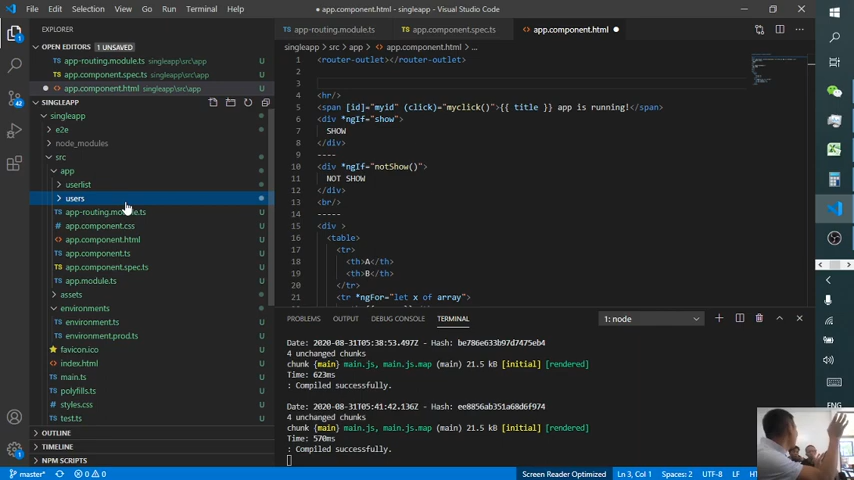 File Edit Selection View Go Run Terminal Help
● app.component.html - singleapp - Visual Studio Code
EXPLORER
OPEN EDITORS 1 UNSAVED
TS app-routing.module.ts singleapp\src\app U
TS app.component.spec.ts singleapp\src\app U
● <> app.component.html singleapp\src\app U
SINGLEAPP
singleapp
e2e
node_modules
src
app
userlist
users
TS app-routing.module.ts U
# app.component.css U
<> app.component.html U
TS app.component.ts U
TS app.component.spec.ts U
TS app.module.ts U
assets
environments
TS environment.ts U
TS environment.prod.ts U
favicon.ico U
<> index.html U
TS main.ts U
TS polyfills.ts U
# styles.css U
TS test.ts U
OUTLINE
TIMELINE
NPM SCRIPTS
TS app-routing.module.ts
TS app.component.spec.ts
<> app.component.html ●
singleapp > src > app > <> app.component.html > ...
1 <router-outlet></router-outlet>
2
3
4 <hr/>
5 <span [id]="myid" (click)="myclick()">{{ title }} app is running!</span>
6 <div *ngIf="show">
7 SHOW
8 </div>
9 ----
10 <div *ngIf="notShow()">
11 NOT SHOW
12 </div>
13 <br/>
14 -----
15 <div >
16 <table>
17 <tr>
18 <th>A</th>
19 <th>B</th>
20 </tr>
21 <tr *ngFor="let x of array">
PROBLEMS OUTPUT DEBUG CONSOLE TERMINAL
1: node
Date: 2020-08-31T05:38:53.497Z - Hash: be786e633b97d7475eb4
4 unchanged chunks
chunk {main} main.js, main.js.map (main) 21.5 kB [initial] [rendered]
Time: 623ms
: Compiled successfully.
Date: 2020-08-31T05:41:42.136Z - Hash: ee8856ab351a68d6f974
4 unchanged chunks
chunk {main} main.js, main.js.map (main) 21.5 kB [initial] [rendered]
Time: 570ms
: Compiled successfully.
master* 0 0
Screen Reader Optimized Ln 3, Col 1 Spaces: 2 UTF-8 LF
ENG